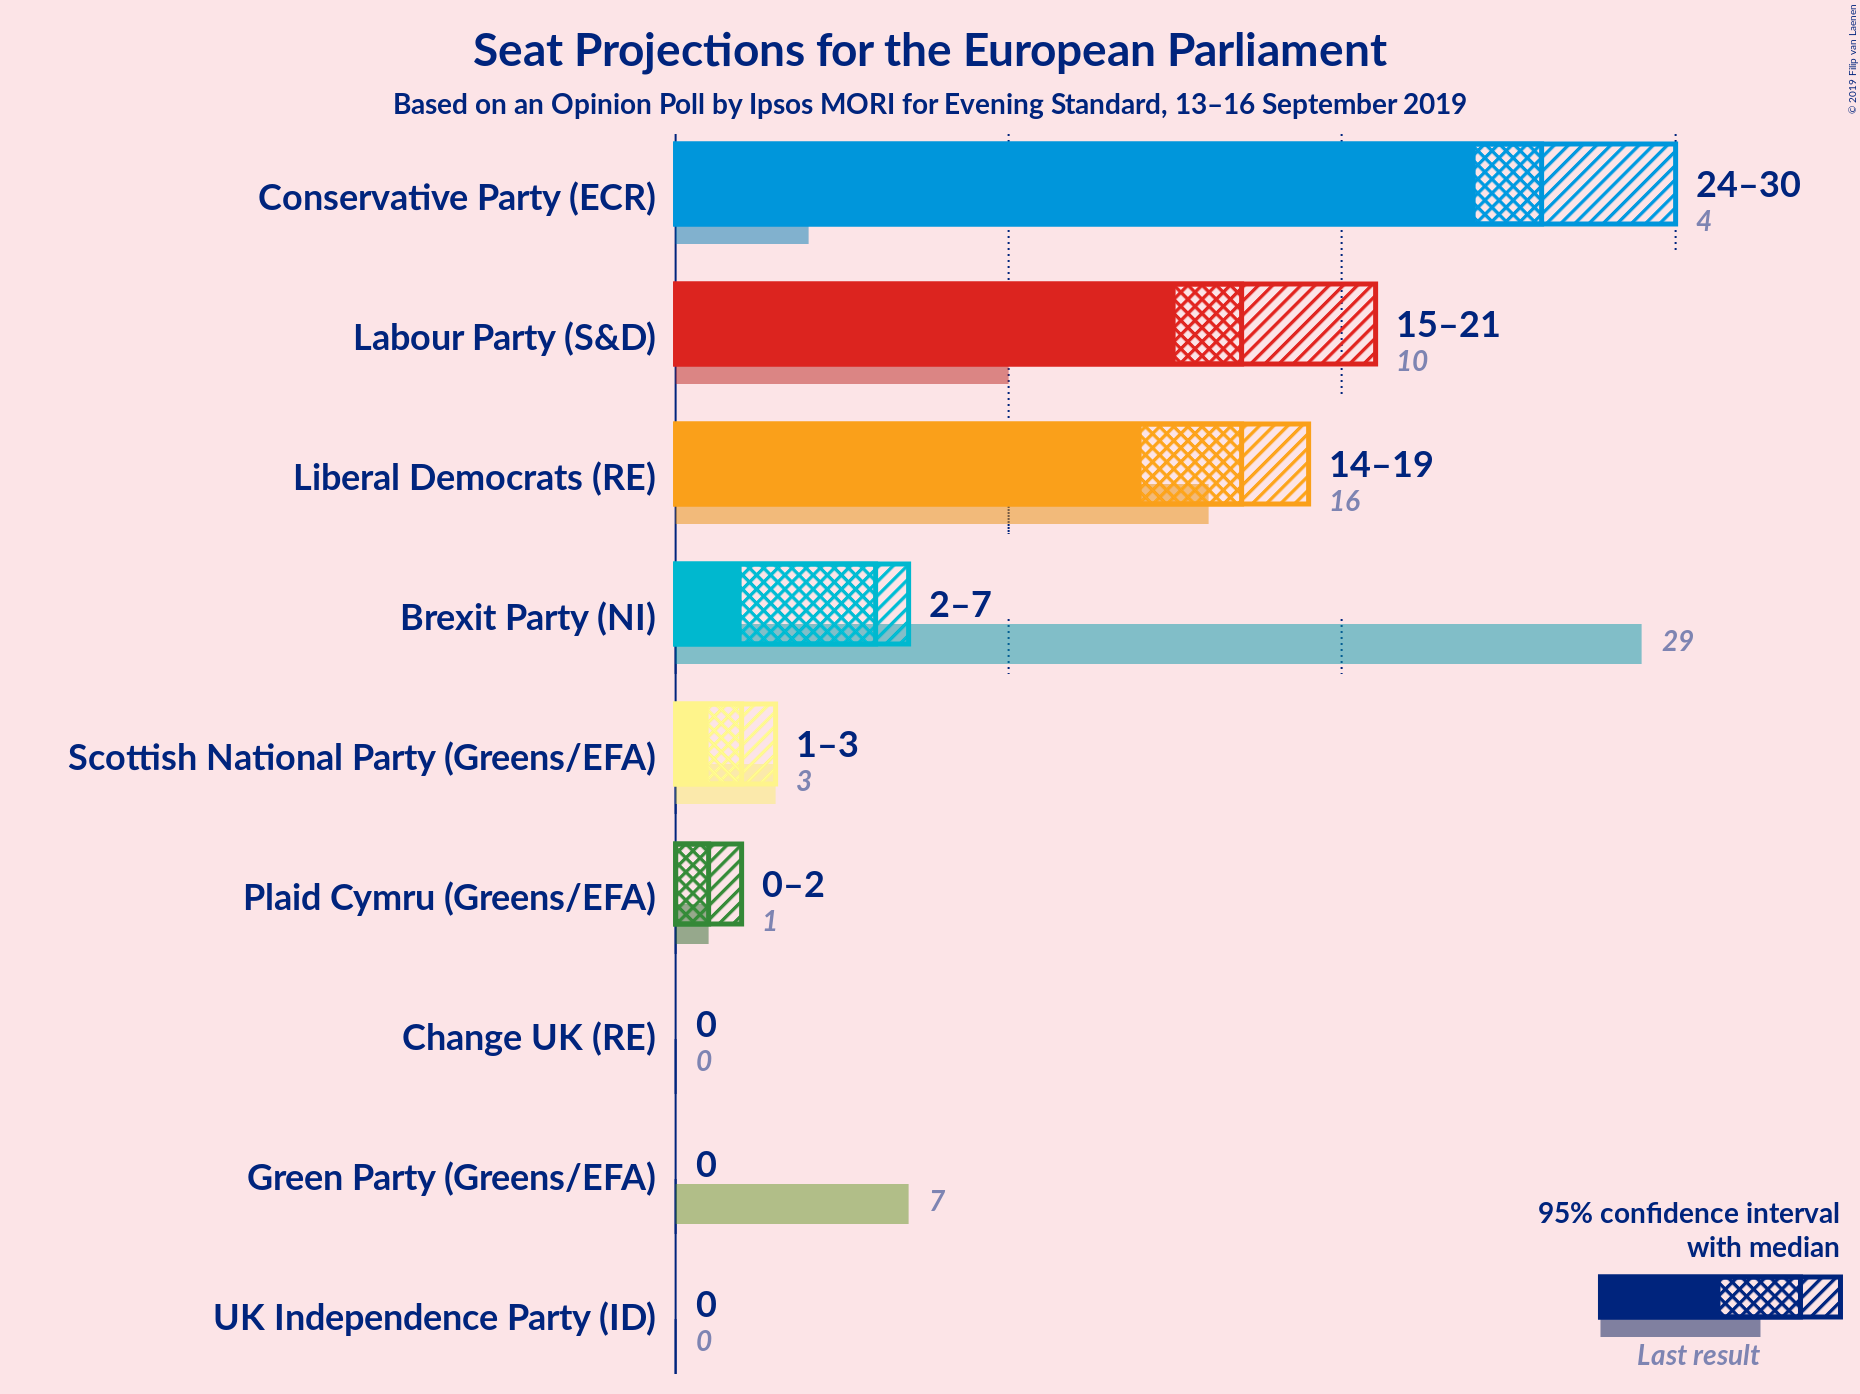 Seat Projections for the European Parliament
Based on an Opinion Poll by Ipsos MORI for Evening Standard, 13–16 September 2019
© 2019 Filip van Laenen
Conservative Party (ECR)
24–30
4
Labour Party (S&D)
15–21
10
Liberal Democrats (RE)
14–19
16
Brexit Party (NI)
2–7
29
Scottish National Party (Greens/EFA)
1–3
3
Plaid Cymru (Greens/EFA)
0–2
1
Change UK (RE)
0
0
Green Party (Greens/EFA)
0
7
UK Independence Party (ID)
0
0
95% confidence interval
with median
Last result